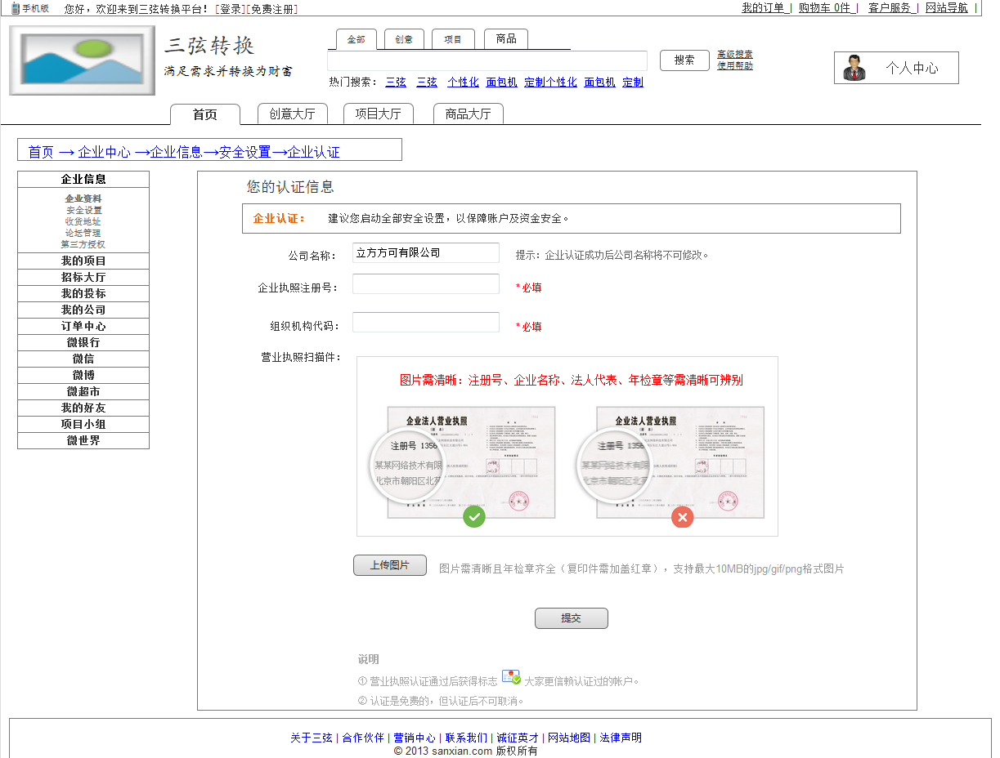 手机版 您好，欢迎来到三弦转换平台！[登录][免费注册] 我的订单 | 购物车 0件 | 客户服务 | 网站导航 |
三弦转换
满足需求并转换为财富
全部 创意 项目 商品
搜索
高级搜索
使用帮助
个人中心
热门搜索： 三弦 三弦 个性化 面包机 定制个性化 面包机 定制
首页 创意大厅 项目大厅 商品大厅
首页 → 企业中心 →企业信息→安全设置→企业认证
企业信息
企业资料
安全设置
收货地址
论坛管理
第三方授权
我的项目
招标大厅
我的投标
我的公司
订单中心
微银行
微信
微博
微超市
我的好友
项目小组
微世界
您的认证信息
企业认证： 建议您启动全部安全设置，以保障账户及资金安全。
公司名称： 立方方可有限公司 提示：企业认证成功后公司名称将不可修改。
企业执照注册号： *必填
组织机构代码： *必填
营业执照扫描件：
图片需清晰：注册号、企业名称、法人代表、年检章等需清晰可辨别
企业法人营业执照 企业法人营业执照
注册号 1356 注册号 1356
某某网络技术有限 某某网络技术有限
北京市朝阳区北苑 北京市朝阳区北苑
上传图片 图片需清晰且年检章齐全（复印件需加盖红章），支持最大10MB的jpg/gif/png格式图片
提交
说明
① 营业执照认证通过后获得标志 大家更信赖认证过的帐户。
② 认证是免费的，但认证后不可取消。
关于三弦 | 合作伙伴 | 营销中心 | 联系我们 | 诚征英才 | 网站地图 | 法律声明
© 2013 sanxian.com 版权所有